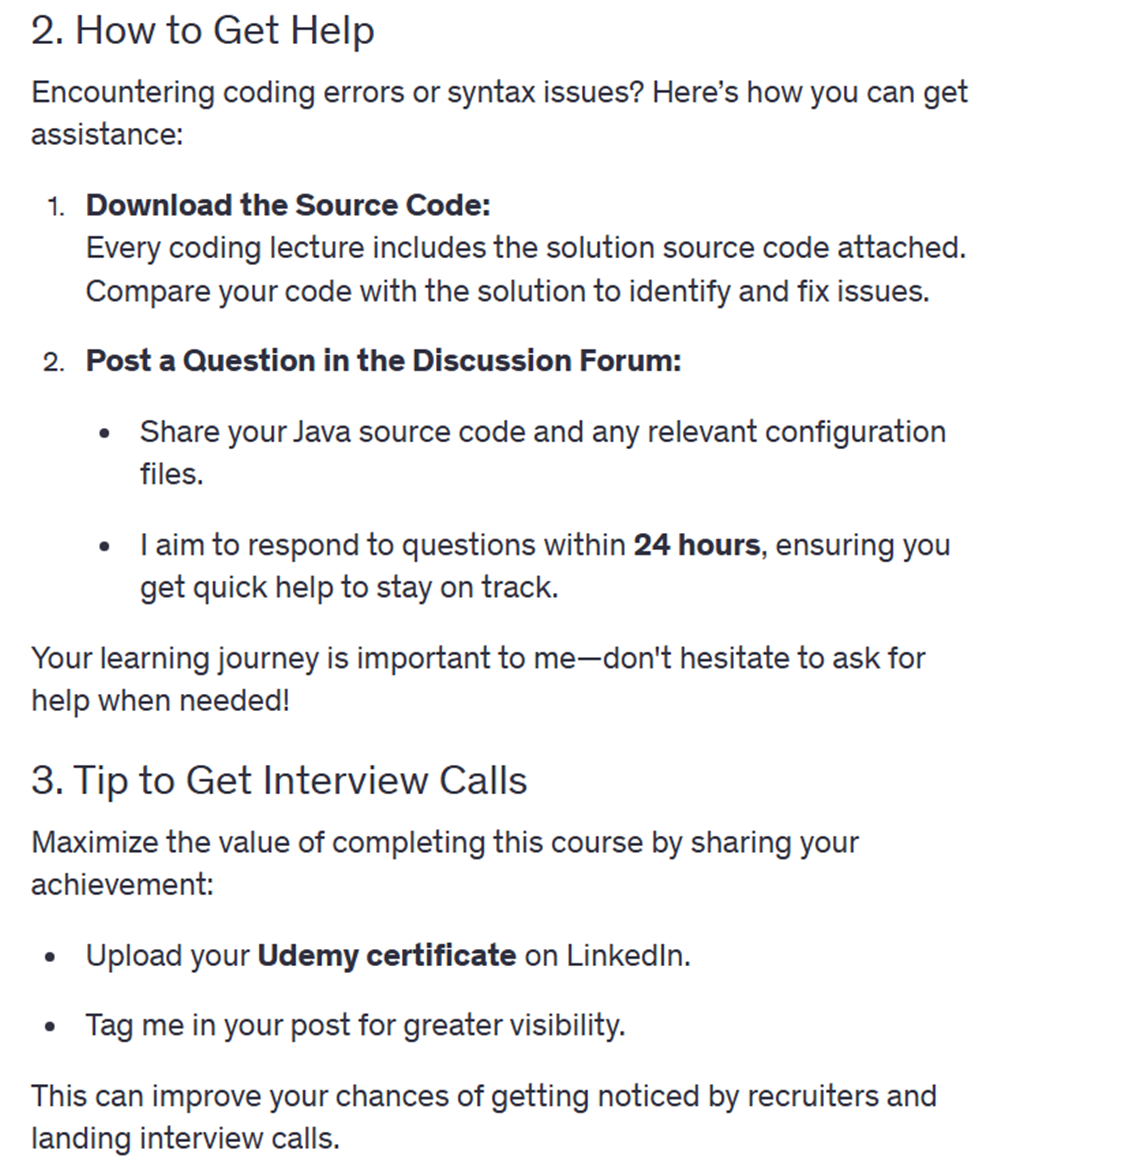 2. How to Get Help
Encountering coding errors or syntax issues? Here’s how you can get
assistance:
1. Download the Source Code:
Every coding lecture includes the solution source code attached.
Compare your code with the solution to identify and fix issues.
2. Post a Question in the Discussion Forum:
• Share your Java source code and any relevant configuration
files.
• I aim to respond to questions within 24 hours, ensuring you
get quick help to stay on track.
Your learning journey is important to me—don't hesitate to ask for
help when needed!
3. Tip to Get Interview Calls
Maximize the value of completing this course by sharing your
achievement:
• Upload your Udemy certificate on LinkedIn.
• Tag me in your post for greater visibility.
This can improve your chances of getting noticed by recruiters and
landing interview calls.